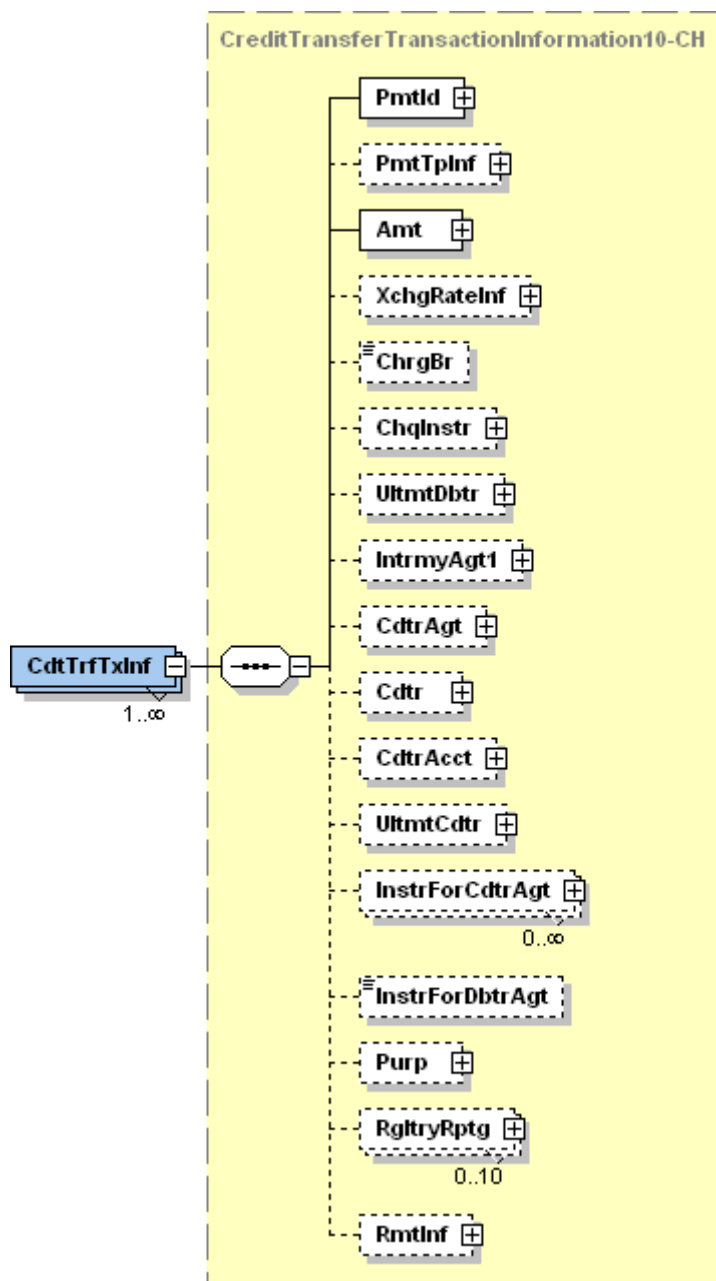 CreditTransferTransactionInformation10-CH
PmtId
PmtTpInf
Amt
XchgRateInf
ChrgBr
ChqInstr
UltmtDbtr
IntrmyAgt1
CdtrAgt
CdtTrfTxInf
1..∞
Cdtr
CdtrAcct
UltmtCdtr
InstrForCdtrAgt
0..∞
InstrForDbtrAgt
Purp
RgltryRptg
0..10
RmtInf